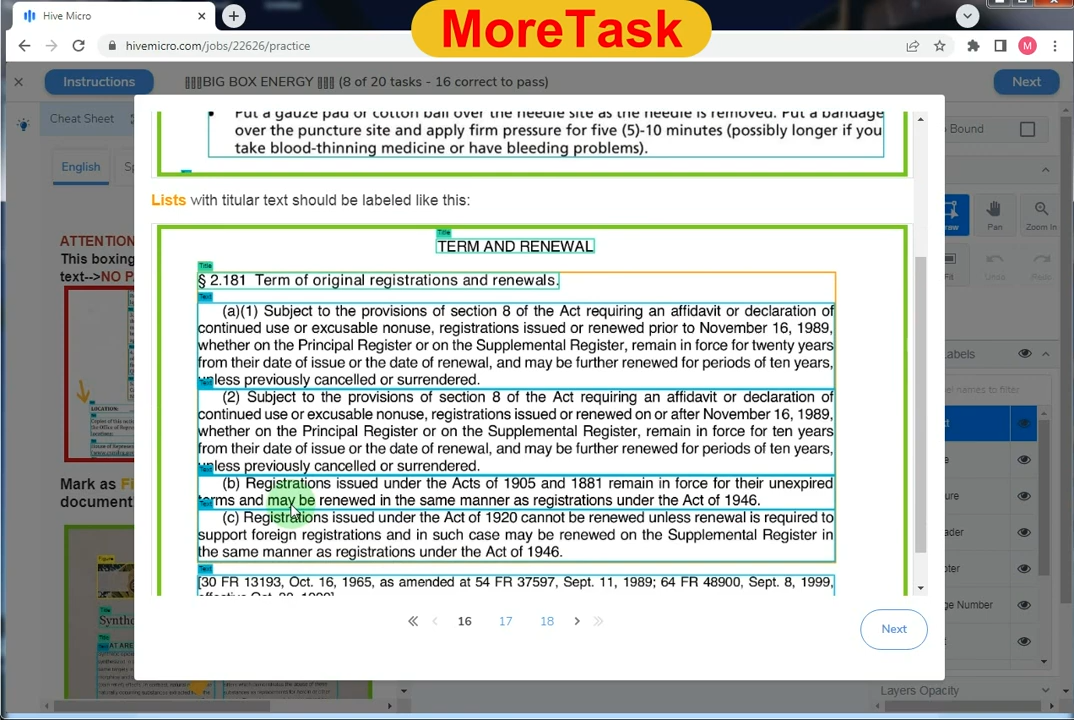 Hive Micro
MoreTask
hivemicro.com/jobs/22626/practice
M
Instructions
BIG BOX ENERGY (8 of 20 tasks - 16 correct to pass)
Next
Cheat Sheet
English
Bound
ATTENTION
This boxing
text-->NO
Mark as
document
Draw
Pan
Zoom In
Fit
Undo
Redo
Labels
Layers Opacity
Put a gauze pad or cotton ball over the needle site as the needle is removed. Put a bandage
over the puncture site and apply firm pressure for five (5)-10 minutes (possibly longer if you
take blood-thinning medicine or have bleeding problems).
Lists with titular text should be labeled like this:
Title
TERM AND RENEWAL
Title
§ 2.181 Term of original registrations and renewals.
Text
(a)(1) Subject to the provisions of section 8 of the Act requiring an affidavit or declaration of
continued use or excusable nonuse, registrations issued or renewed prior to November 16, 1989,
whether on the Principal Register or on the Supplemental Register, remain in force for twenty years
from their date of issue or the date of renewal, and may be further renewed for periods of ten years,
unless previously cancelled or surrendered.
Text
(2) Subject to the provisions of section 8 of the Act requiring an affidavit or declaration of
continued use or excusable nonuse, registrations issued or renewed on or after November 16, 1989,
whether on the Principal Register or on the Supplemental Register, remain in force for ten years
from their date of issue or the date of renewal, and may be further renewed for periods of ten years,
unless previously cancelled or surrendered.
Text
(b) Registrations issued under the Acts of 1905 and 1881 remain in force for their unexpired
terms and may be renewed in the same manner as registrations under the Act of 1946.
Text
(c) Registrations issued under the Act of 1920 cannot be renewed unless renewal is required to
support foreign registrations and in such case may be renewed on the Supplemental Register in
the same manner as registrations under the Act of 1946.
Text
[30 FR 13193, Oct. 16, 1965, as amended at 54 FR 37597, Sept. 11, 1989; 64 FR 48900, Sept. 8, 1999,
16
17
18
Next